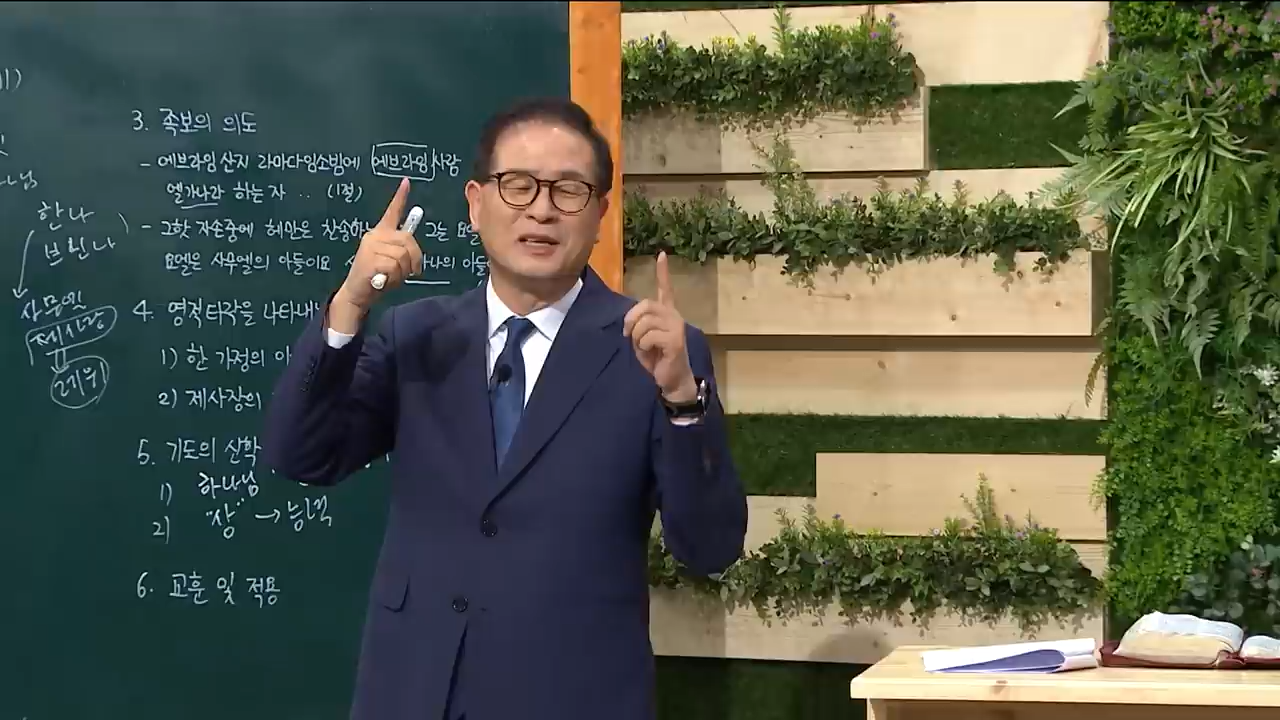 한나
브닌나
사무엘
제사장
레위
3. 족보의 의도
- 에브라임 산지 라마다임소빔에 에브라임 사람
엘가나라 하는 자 .. (1절)
- 그핫 자손중에 헤만은 찬송하 그는 요엘
요엘은 사무엘의 아들이요
4. 영적 타락을 나타내
1) 한 가정의
2) 제사장의
5. 기도의 신학
1) 하나님
2) "상" → 능력
6. 교훈 및 적용